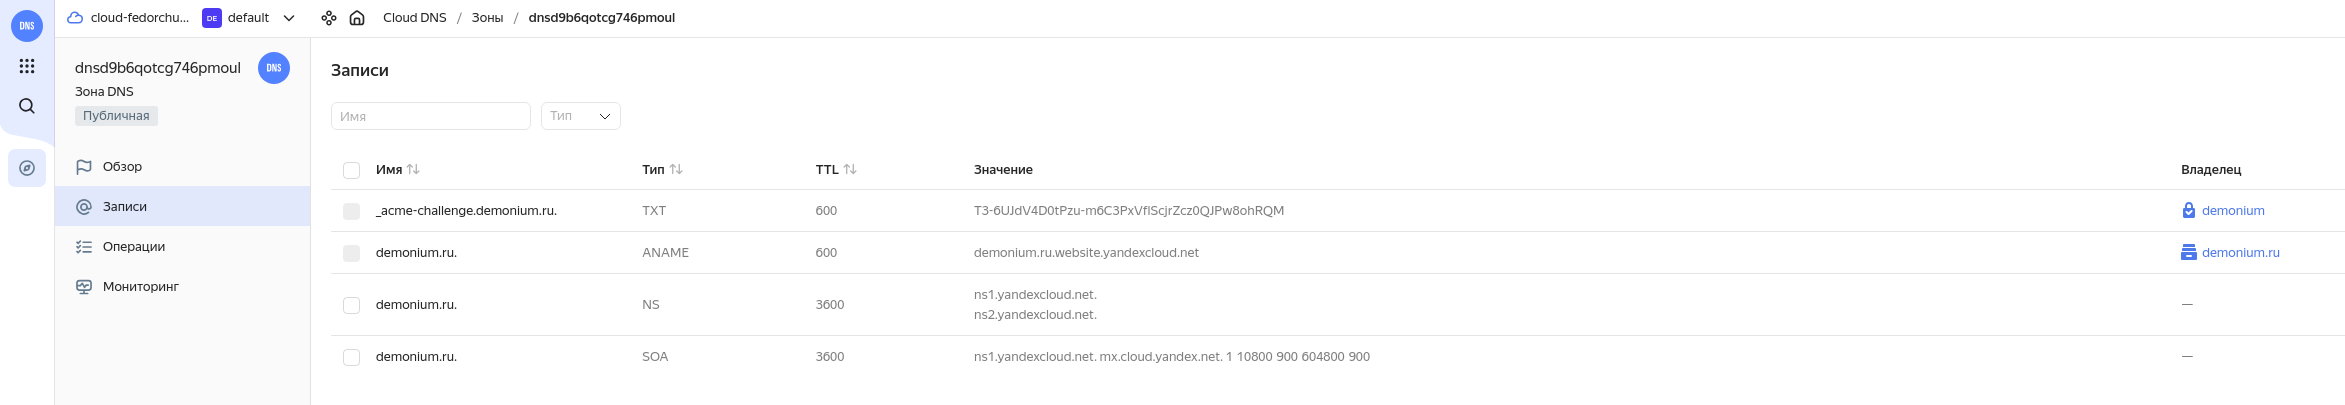 DNS
cloud-fedorchu...
DE
default
Cloud DNS / Зоны / dnsd9b6qotcg746pmoul
dnsd9b6qotcg746pmoul
DNS
Зона DNS
Публичная
Обзор
Записи
Операции
Мониторинг
Записи
Имя
Тип
Имя Тип TTL Значение Владелец
_acme-challenge.demonium.ru. TXT 600 T3-6UJdV4D0tPzu-m6C3PxVfIScjrZcz0QJPw8ohRQM demonium
demonium.ru. ANAME 600 demonium.ru.website.yandexcloud.net demonium.ru
demonium.ru. NS 3600 ns1.yandexcloud.net. —
ns2.yandexcloud.net.
demonium.ru. SOA 3600 ns1.yandexcloud.net. mx.cloud.yandex.net. 1 10800 900 604800 900 —